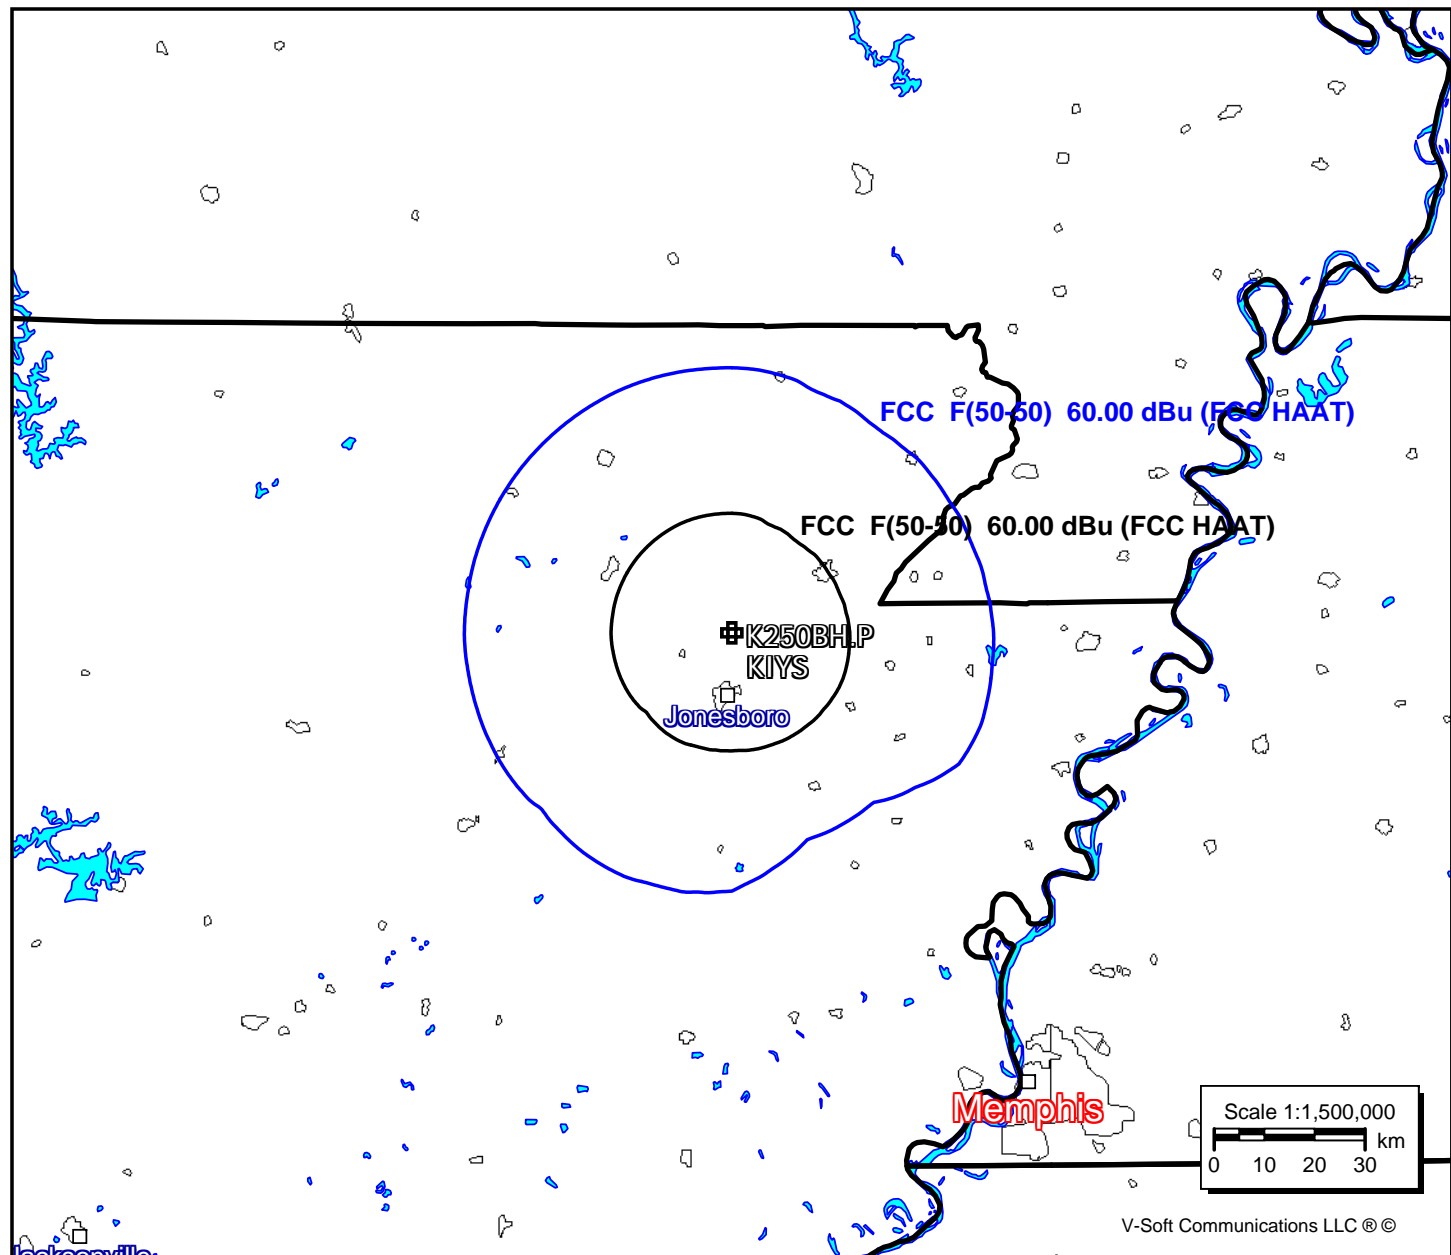 FCC F(50-50) 60.00 dBu (FCC HAAT)
FCC F(50-50) 60.00 dBu (FCC HAAT)
K250BH.P
KIYS
Jonesboro
Memphis
Scale 1:1,500,000
km
0 10 20 30
V-Soft Communications LLC ® ©
Jacksonville